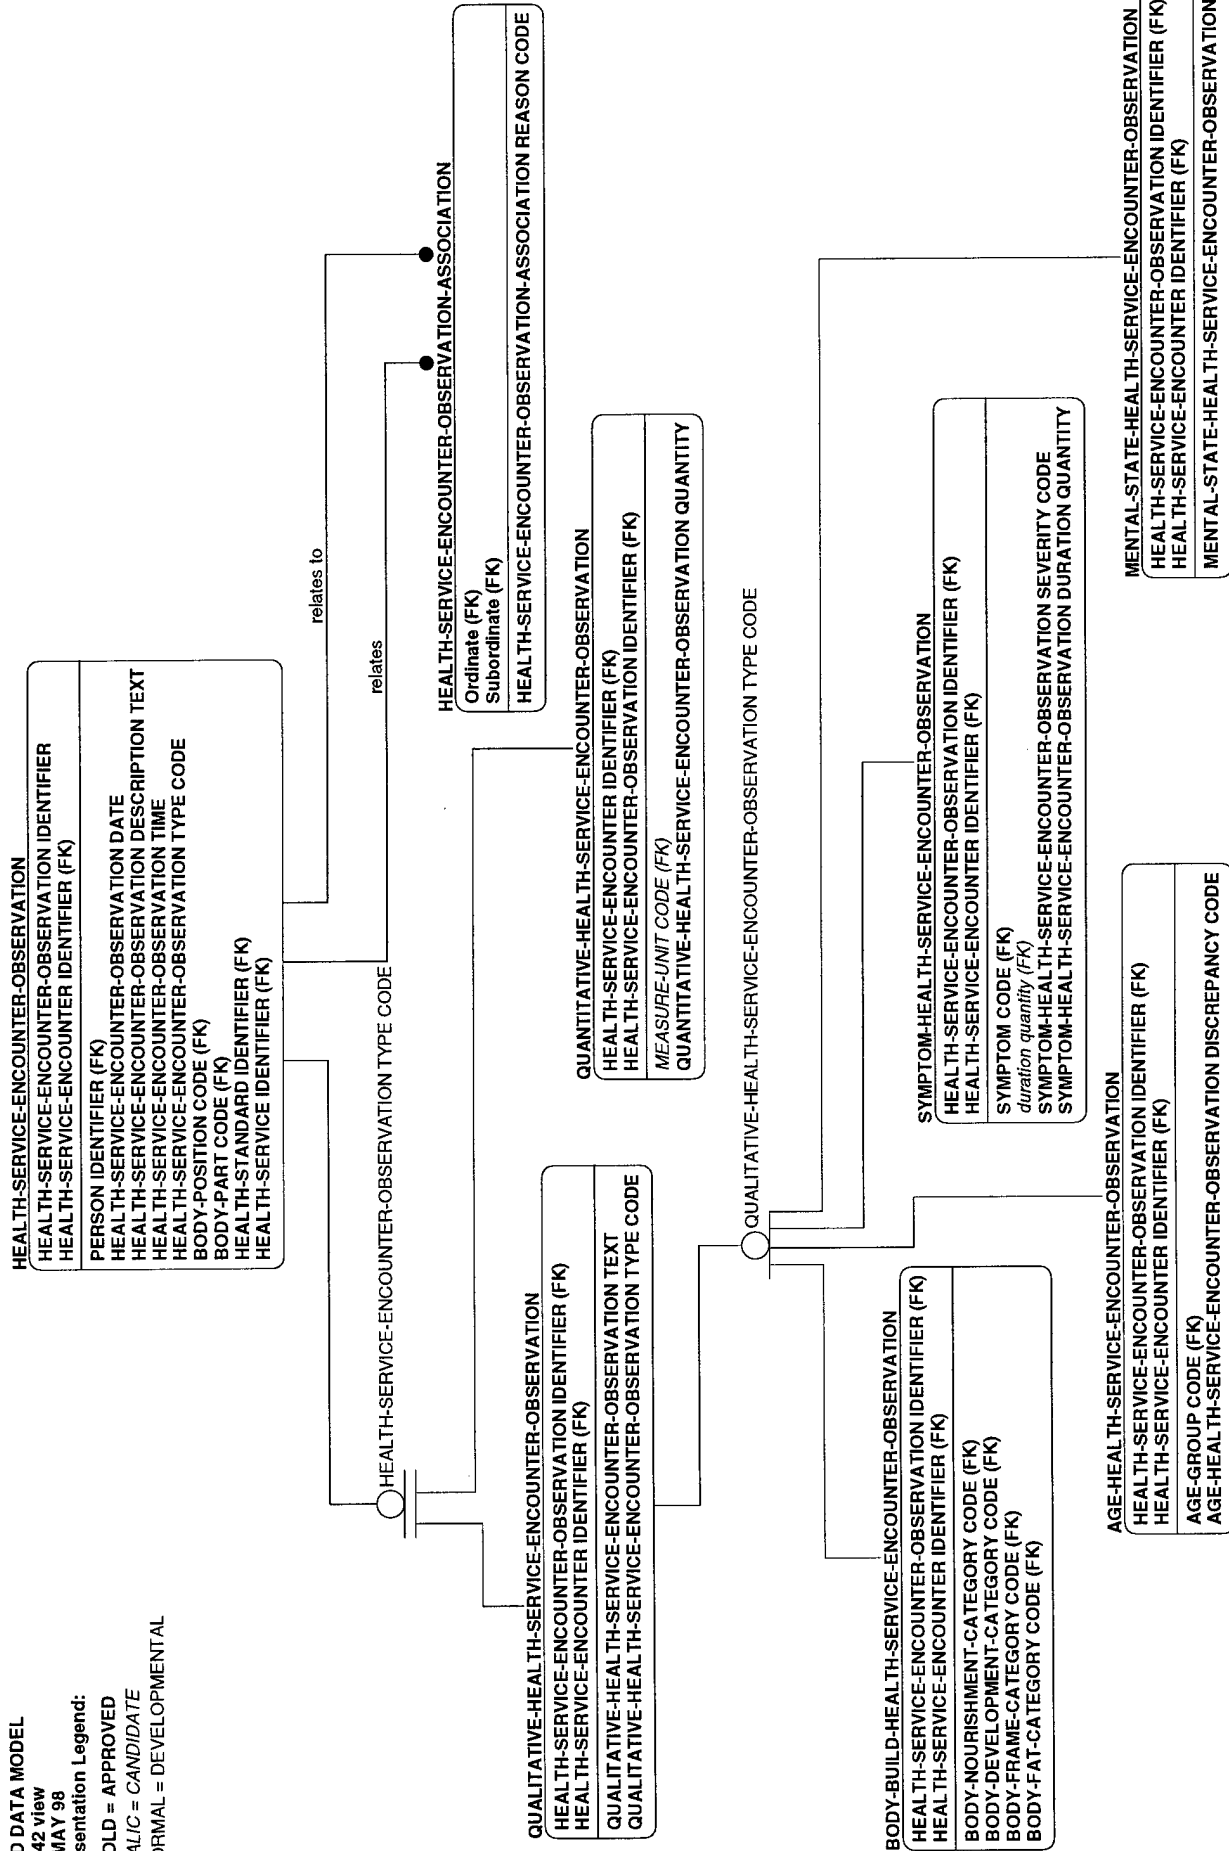 D DATA MODEL
42 view
MAY 98
sentation Legend:
OLD = APPROVED
ALIC = CANDIDATE
ORMAL = DEVELOPMENTAL
HEALTH-SERVICE-ENCOUNTER-OBSERVATION
HEALTH-SERVICE-ENCOUNTER-OBSERVATION IDENTIFIER
HEALTH-SERVICE-ENCOUNTER IDENTIFIER (FK)
PERSON IDENTIFIER (FK)
HEALTH-SERVICE-ENCOUNTER-OBSERVATION DATE
HEALTH-SERVICE-ENCOUNTER-OBSERVATION DESCRIPTION TEXT
HEALTH-SERVICE-ENCOUNTER-OBSERVATION TIME
HEALTH-SERVICE-ENCOUNTER-OBSERVATION TYPE CODE
BODY-POSITION CODE (FK)
BODY-PART CODE (FK)
HEALTH-STANDARD IDENTIFIER (FK)
HEALTH-SERVICE IDENTIFIER (FK)
relates to
relates
HEALTH-SERVICE-ENCOUNTER-OBSERVATION TYPE CODE
HEALTH-SERVICE-ENCOUNTER-OBSERVATION-ASSOCIATION
Ordinate (FK)
Subordinate (FK)
HEALTH-SERVICE-ENCOUNTER-OBSERVATION-ASSOCIATION REASON CODE
QUALITATIVE-HEALTH-SERVICE-ENCOUNTER-OBSERVATION
HEALTH-SERVICE-ENCOUNTER-OBSERVATION IDENTIFIER (FK)
HEALTH-SERVICE-ENCOUNTER IDENTIFIER (FK)
QUALITATIVE-HEALTH-SERVICE-ENCOUNTER-OBSERVATION TEXT
QUALITATIVE-HEALTH-SERVICE-ENCOUNTER-OBSERVATION TYPE CODE
QUANTITATIVE-HEALTH-SERVICE-ENCOUNTER-OBSERVATION
HEALTH-SERVICE-ENCOUNTER IDENTIFIER (FK)
HEALTH-SERVICE-ENCOUNTER-OBSERVATION IDENTIFIER (FK)
MEASURE-UNIT CODE (FK)
QUANTITATIVE-HEALTH-SERVICE-ENCOUNTER-OBSERVATION QUANTITY
QUALITATIVE-HEALTH-SERVICE-ENCOUNTER-OBSERVATION TYPE CODE
BODY-BUILD-HEALTH-SERVICE-ENCOUNTER-OBSERVATION
HEALTH-SERVICE-ENCOUNTER-OBSERVATION IDENTIFIER (FK)
HEALTH-SERVICE-ENCOUNTER IDENTIFIER (FK)
BODY-NOURISHMENT-CATEGORY CODE (FK)
BODY-DEVELOPMENT-CATEGORY CODE (FK)
BODY-FRAME-CATEGORY CODE (FK)
BODY-FAT-CATEGORY CODE (FK)
SYMPTOM-HEALTH-SERVICE-ENCOUNTER-OBSERVATION
HEALTH-SERVICE-ENCOUNTER-OBSERVATION IDENTIFIER (FK)
HEALTH-SERVICE-ENCOUNTER IDENTIFIER (FK)
SYMPTOM CODE (FK)
duration quantity (FK)
SYMPTOM-HEALTH-SERVICE-ENCOUNTER-OBSERVATION SEVERITY CODE
SYMPTOM-HEALTH-SERVICE-ENCOUNTER-OBSERVATION DURATION QUANTITY
AGE-HEALTH-SERVICE-ENCOUNTER-OBSERVATION
HEALTH-SERVICE-ENCOUNTER-OBSERVATION IDENTIFIER (FK)
HEALTH-SERVICE-ENCOUNTER IDENTIFIER (FK)
AGE-GROUP CODE (FK)
AGE-HEALTH-SERVICE-ENCOUNTER-OBSERVATION DISCREPANCY CODE
MENTAL-STATE-HEALTH-SERVICE-ENCOUNTER-OBSERVATION
HEALTH-SERVICE-ENCOUNTER-OBSERVATION IDENTIFIER (FK)
HEALTH-SERVICE-ENCOUNTER IDENTIFIER (FK)
MENTAL-STATE-HEALTH-SERVICE-ENCOUNTER-OBSERVATION